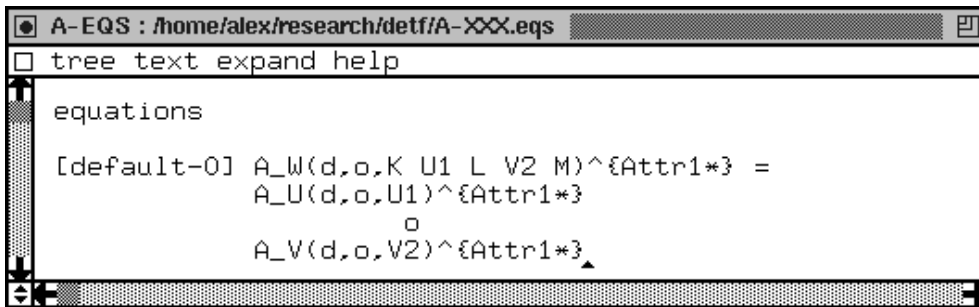 A-EQS : /home/alex/research/detf/A-XXX.eqs
tree text expand help
equations
[default-0] A_W(d,o,K U1 L V2 M)^{Attr1*} =
A_U(d,o,U1)^{Attr1*}
o
A_V(d,o,V2)^{Attr1*}